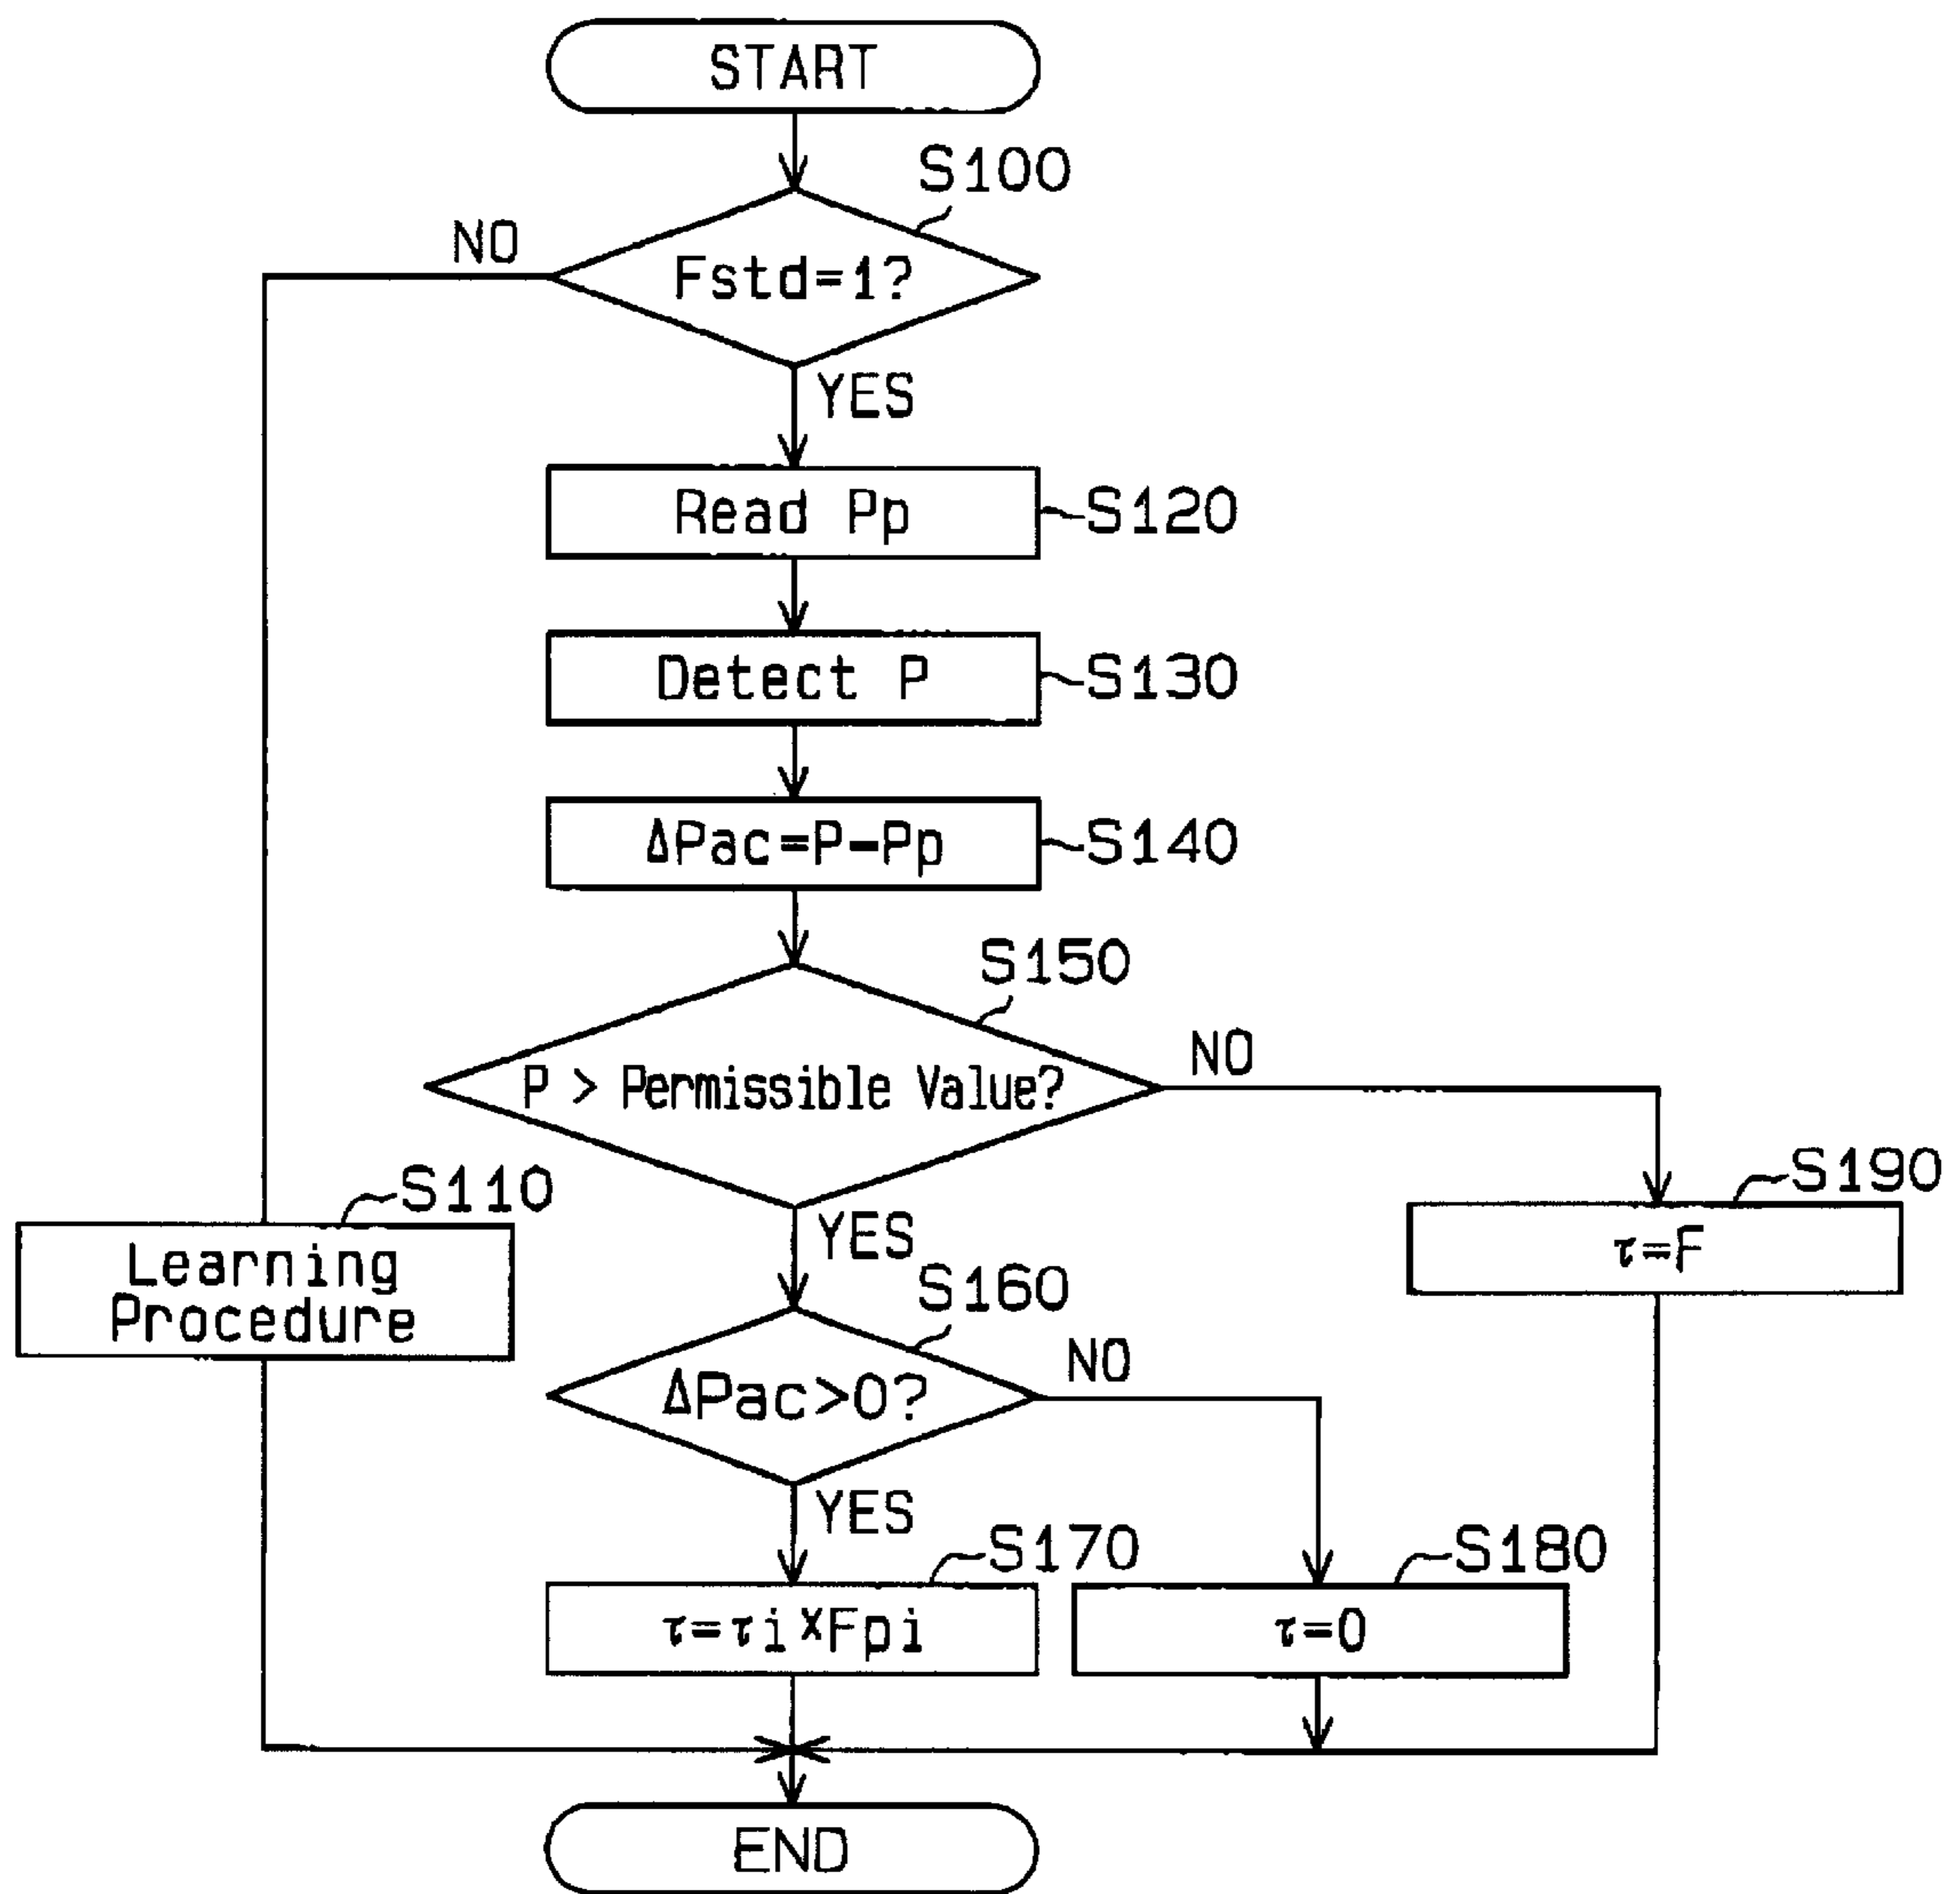 START
S100
NO
Fstd=1?
YES
Read Pp
S120
Detect P
S130
ΔPac=P-Pp
S140
S150
NO
P > Permissible Value?
S110
S190
Learning
Procedure
YES
τ=F
S160
NO
ΔPac>0?
YES
S170
S180
τ=τi*Fpi
τ=0
END